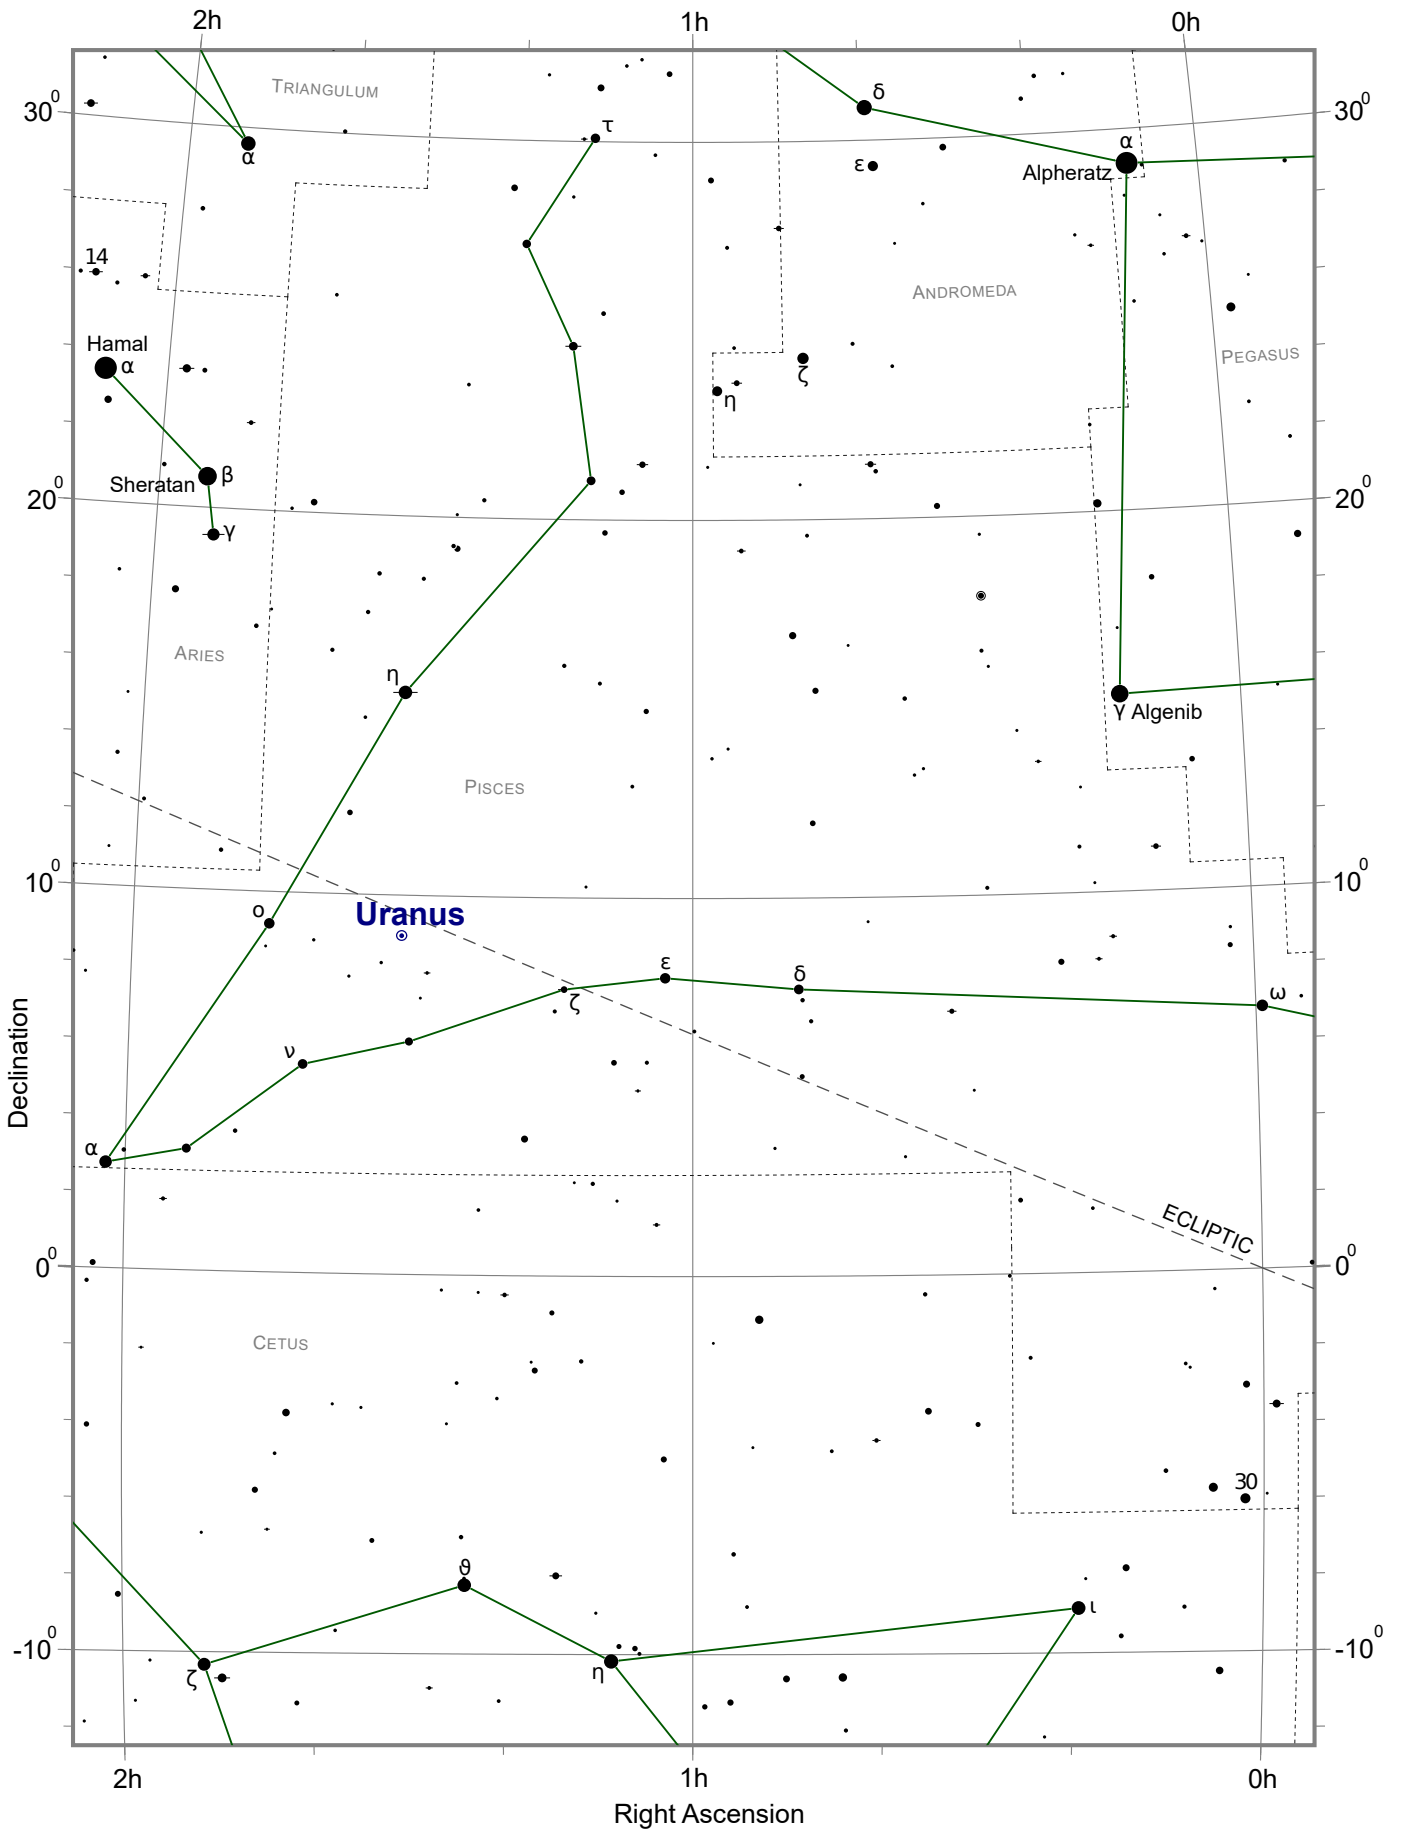 2h 1h 0h
TRIANGULUM
δ
30⁰ 30⁰
τ
α α
ε
Alpheratz
14
ANDROMEDA
Hamal
α
PEGASUS
ζ
η
β
Sheratan
20⁰ 20⁰
γ
ARIES
η
γ Algenib
PISCES
10⁰ 10⁰
ο
Uranus
ε
δ
ω
ζ
ν
Declination
α
ECLIPTIC
0⁰ 0⁰
CETUS
30
ϑ
ι
-10⁰ -10⁰
ζ
η
2h 1h 0h
Right Ascension